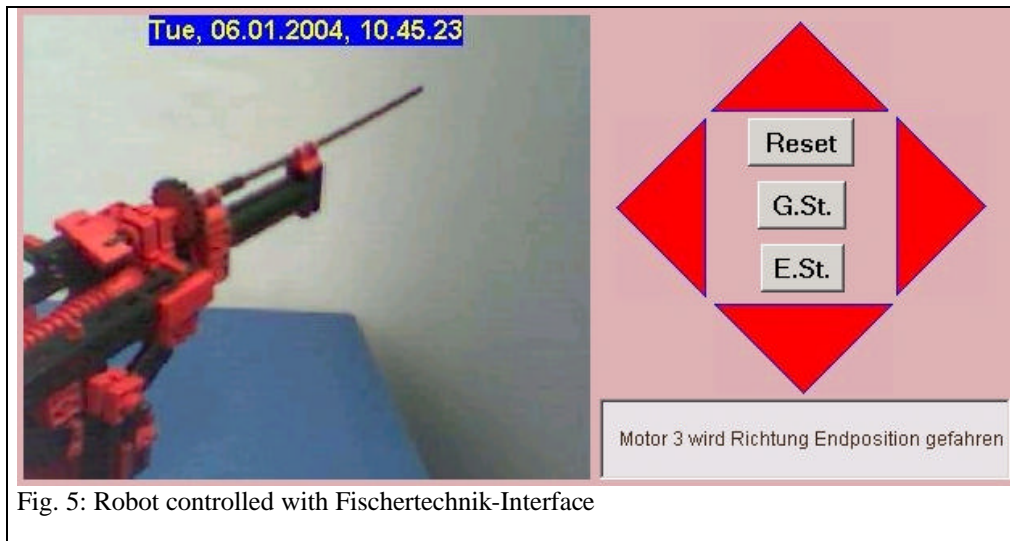 Tue, 06.01.2004, 10.45.23
Reset
G.St.
E.St.
Motor 3 wird Richtung Endposition gefahren
Fig. 5: Robot controlled with Fischertechnik-Interface